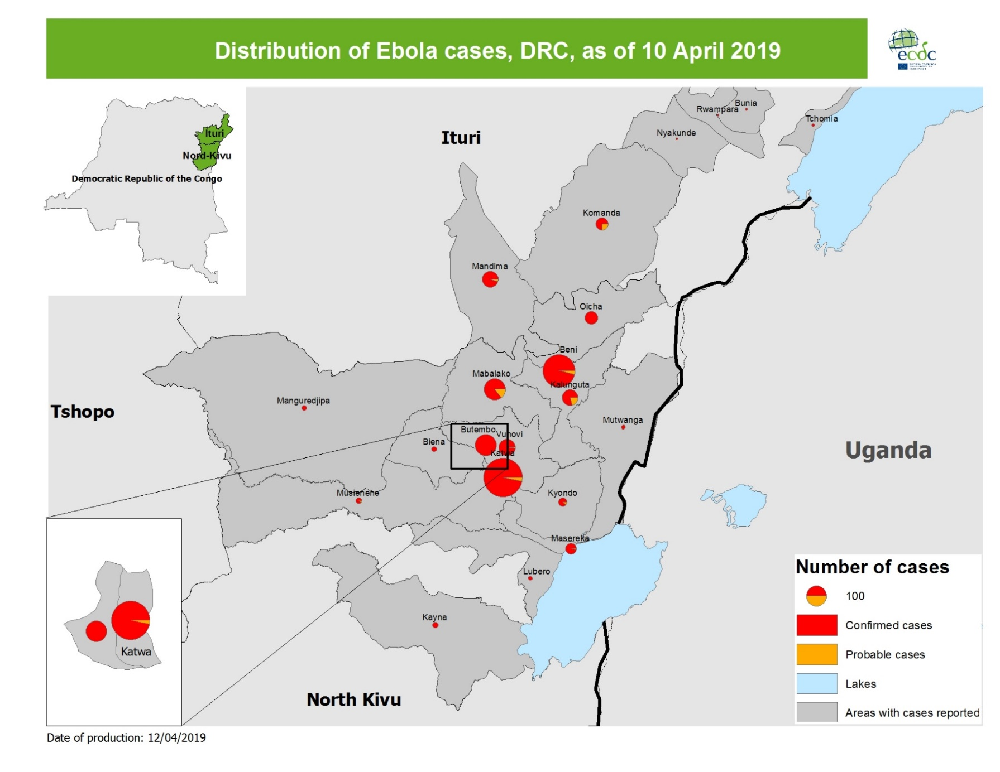 Distribution of Ebola cases, DRC, as of 10 April 2019
ecdc
Ituri
Nord-Kivu
Democratic Republic of the Congo
Ituri
Rwampara
Bunia
Tchomia
Nyakunde
Komanda
Mandima
Oicha
Beni
Mabalako
Kalunguta
Manguredjipa
Tshopo
Mutwanga
Butembo
Vuhovi
Biena
Katwa
Uganda
Musienene
Kyondo
Masereka
Lubero
Kayna
Katwa
North Kivu
Number of cases
100
Confirmed cases
Probable cases
Lakes
Areas with cases reported
Date of production: 12/04/2019